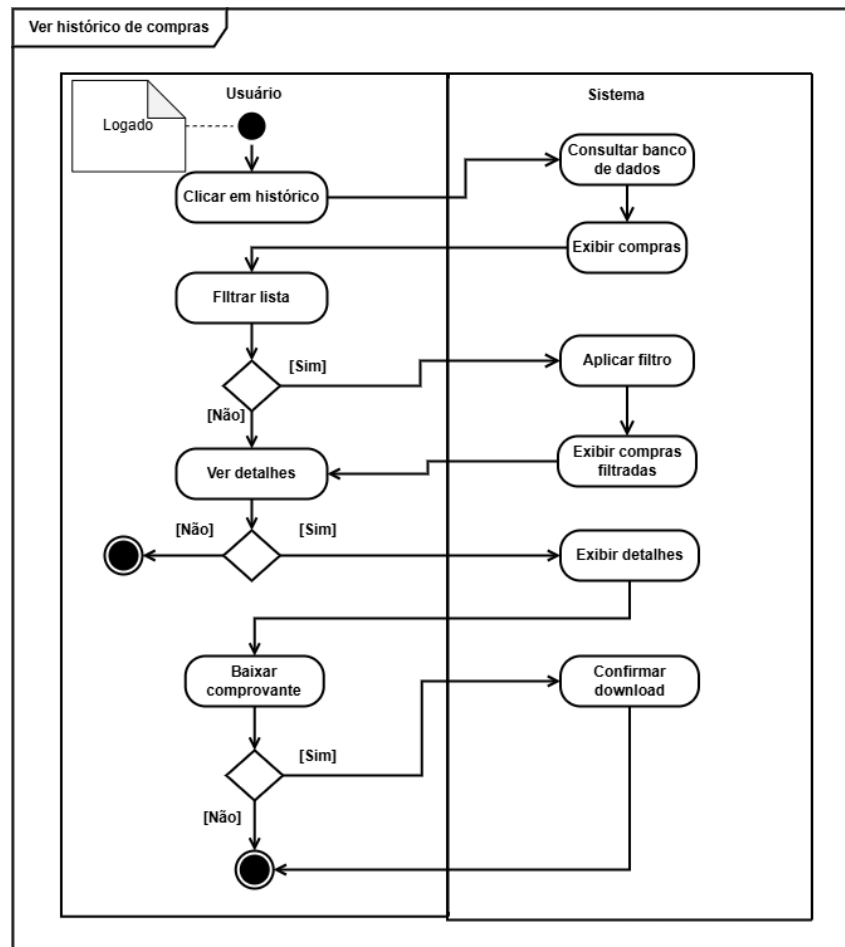 Ver histórico de compras
Usuário
Sistema
Logado
Consultar banco
de dados
Clicar em histórico
Exibir compras
FIltrar lista
[Sim]
Aplicar filtro
[Não]
Exibir compras
filtradas
Ver detalhes
[Não]
[Sim]
Exibir detalhes
Baixar
comprovante
Confirmar
download
[Sim]
[Não]